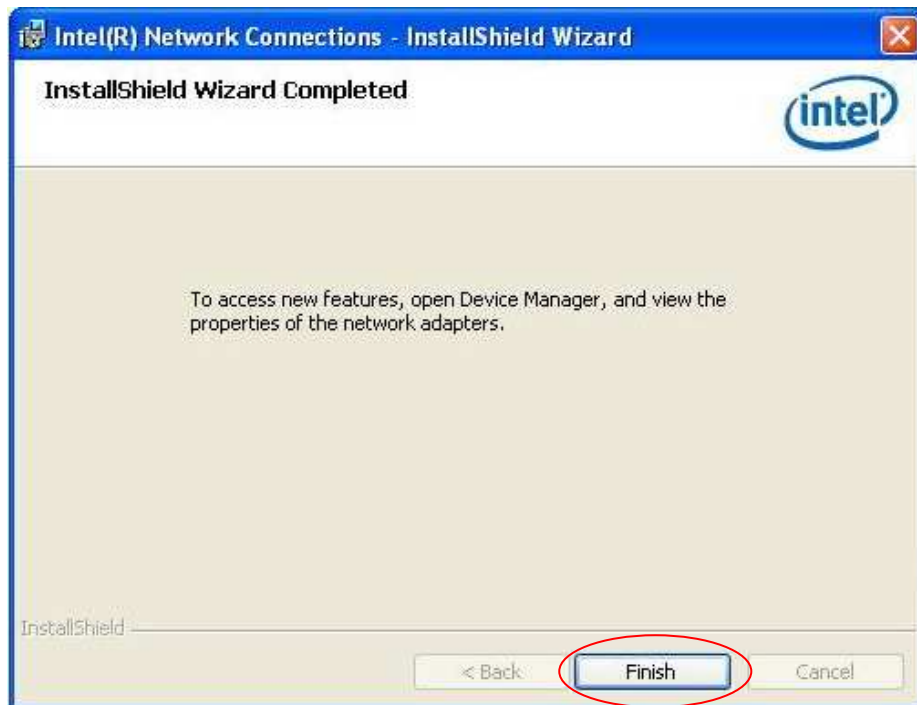 Intel(R) Network Connections - InstallShield Wizard
InstallShield Wizard Completed
intel
To access new features, open Device Manager, and view the
properties of the network adapters.
InstallShield
< Back
Finish
Cancel